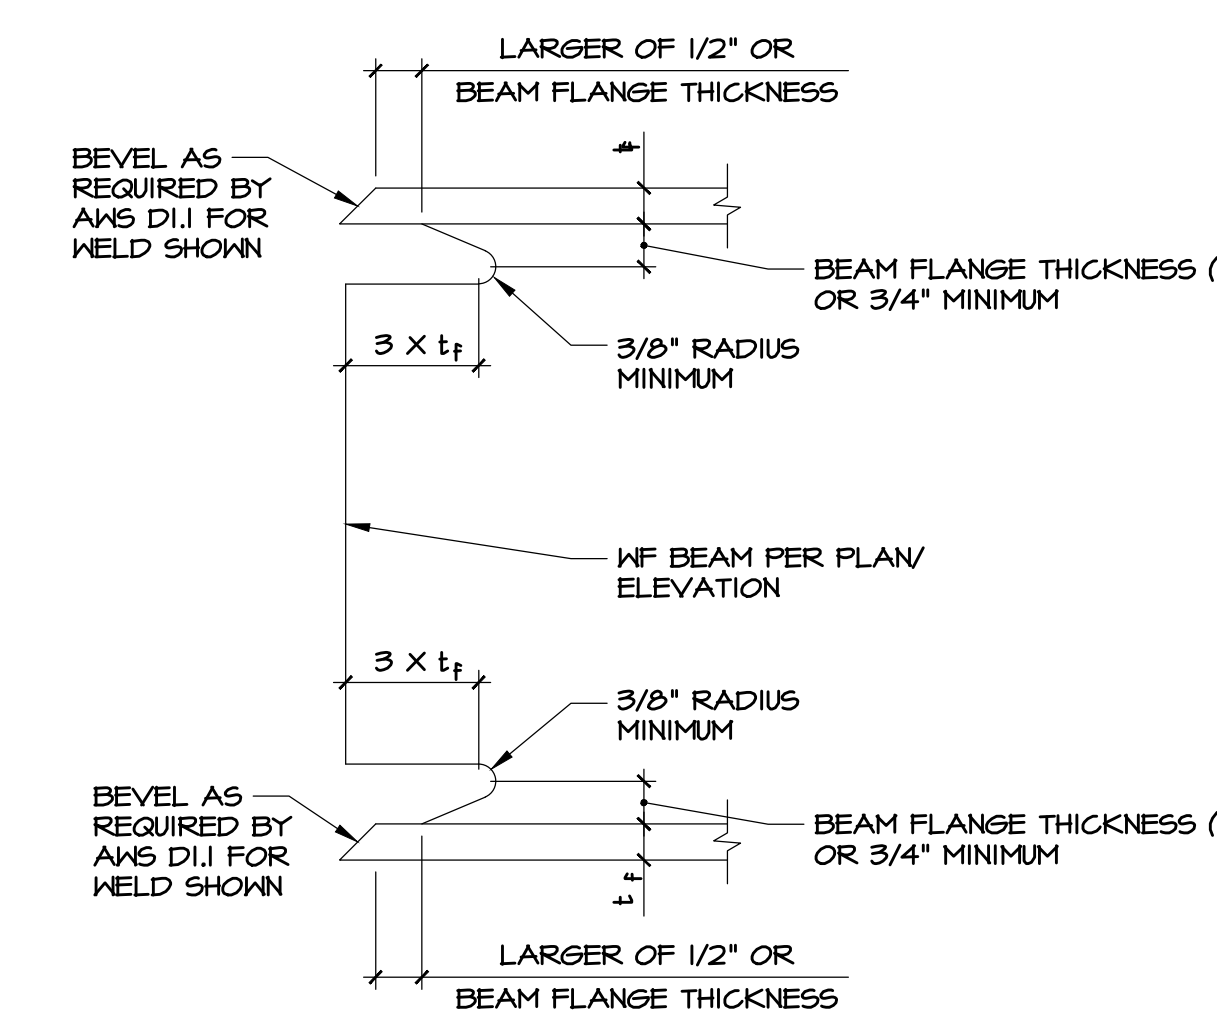 LARGER OF 1/2" OR
BEAM FLANGE THICKNESS
tf
BEVEL AS
REQUIRED BY
AWS D1.1 FOR
WELD SHOWN
BEAM FLANGE THICKNESS (
OR 3/4" MINIMUM
3 X tf
3/8" RADIUS
MINIMUM
WF BEAM PER PLAN/
ELEVATION
3 X tf
3/8" RADIUS
MINIMUM
BEVEL AS
REQUIRED BY
AWS D1.1 FOR
WELD SHOWN
BEAM FLANGE THICKNESS (
OR 3/4" MINIMUM
tf
LARGER OF 1/2" OR
BEAM FLANGE THICKNESS